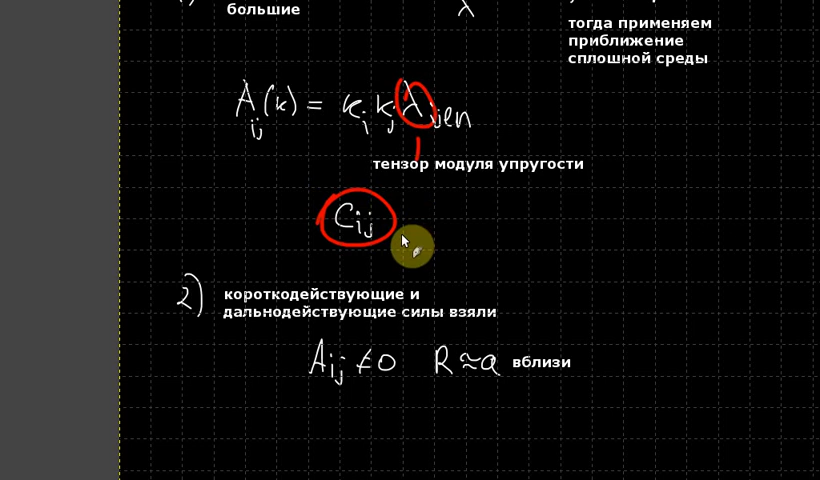 большие
λ
тогда применяем
приближение
сплошной среды
A_ij(k) = k_i k_j λ_ijen
тензор модуля упругости
C_ij
2) короткодействующие и
дальнодействующие силы взяли
A_ij ≠ 0 R ≈ a вблизи